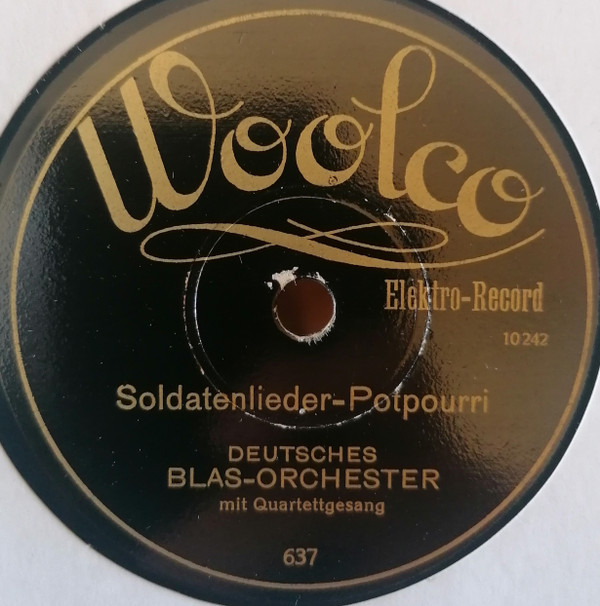 Woolco
Elektro-Record
10242
Soldatenlieder-Potpourri
DEUTSCHES
BLAS-ORCHESTER
mit Quartettgesang
637